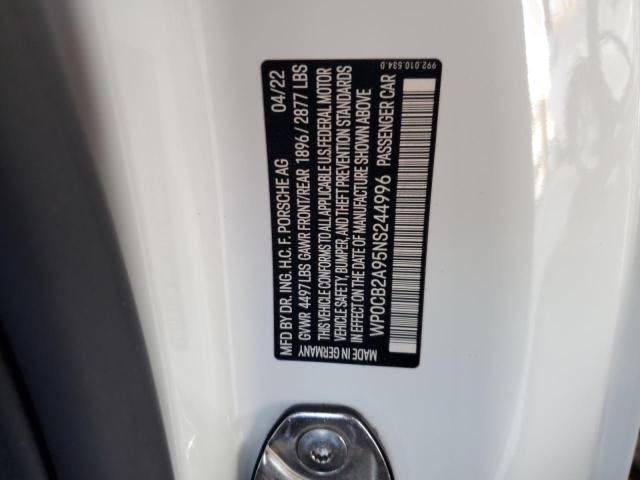 992.010.534.0
MFD BY DR. ING. H.C. F. PORSCHE AG 04/22
GVWR 4497 LBS GAWR FRONT/REAR 1896 / 2877 LBS
THIS VEHICLE CONFORMS TO ALL APPLICABLE U.S. FEDERAL MOTOR
VEHICLE SAFETY, BUMPER, AND THEFT PREVENTION STANDARDS
IN EFFECT ON THE DATE OF MANUFACTURE SHOWN ABOVE
MADE IN GERMANY
WP0CB2A95NS244996 PASSENGER CAR